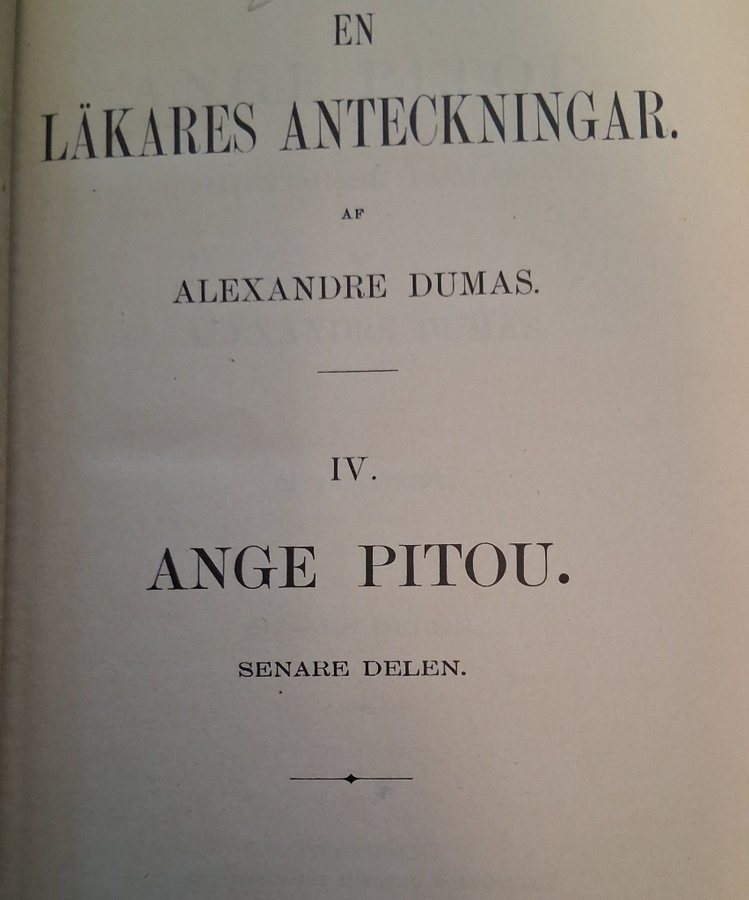 EN
LÄKARES ANTECKNINGAR.
AF
ALEXANDRE DUMAS.
IV.
ANGE PITOU.
SENARE DELEN.